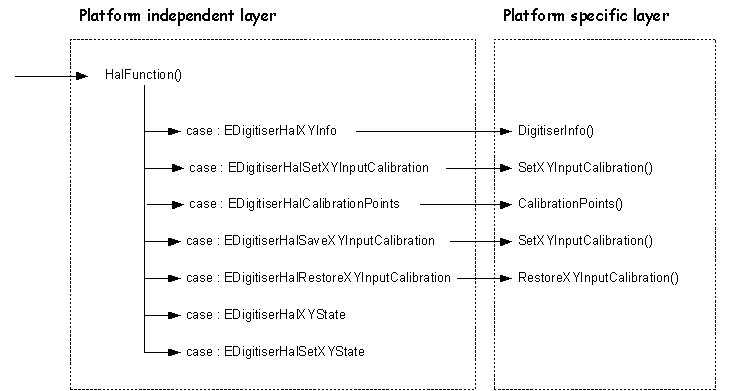 Platform independent layer Platform specific layer
HalFunction()
case : EDigitiserHalXYInfo DigitiserInfo()
case : EDigitiserHalSetXYInputCalibration SetXYInputCalibration()
case : EDigitiserHalCalibrationPoints CalibrationPoints()
case : EDigitiserHalSaveXYInputCalibration SetXYInputCalibration()
case : EDigitiserHalRestoreXYInputCalibration RestoreXYInputCalibration()
case : EDigitiserHalXYState
case : EDigitiserHalSetXYState